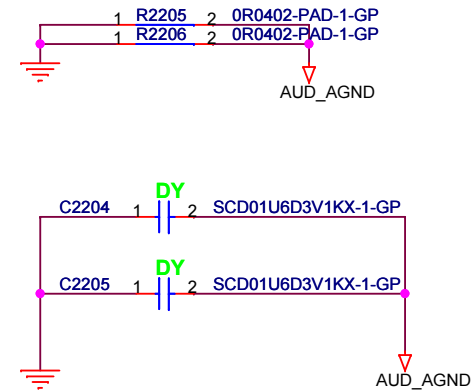 1 R2205 2 0R0402-PAD-1-GP
1 R2206 2 0R0402-PAD-1-GP
AUD_AGND
DY
C2204 1 2 SCD01U6D3V1KX-1-GP
DY
C2205 1 2 SCD01U6D3V1KX-1-GP
AUD_AGND